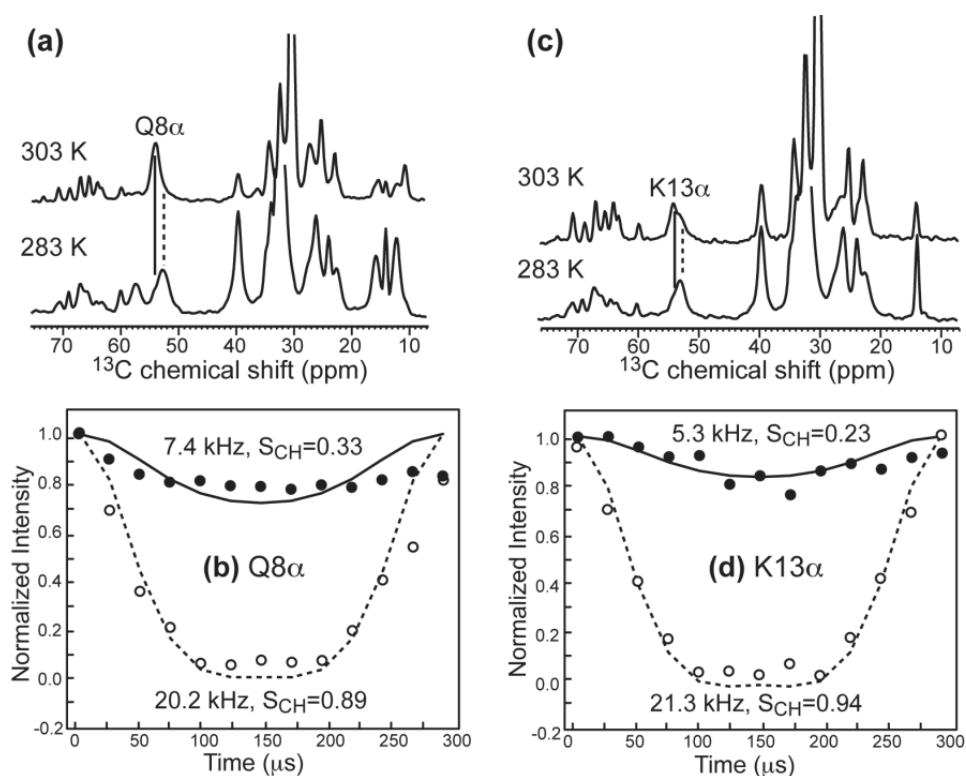 (a)
Q8α
303 K
283 K
70 60 50 40 30 20 10
13C chemical shift (ppm)
(c)
303 K
K13α
283 K
70 60 50 40 30 20 10
13C chemical shift (ppm)
Normalized Intensity
1.0
0.8
0.6
0.4
0.2
0.0
-0.2
7.4 kHz, SCH=0.33
(b) Q8α
20.2 kHz, SCH=0.89
0 50 100 150 200 250 300
Time (μs)
Normalized Intensity
1.0
0.8
0.6
0.4
0.2
0.0
-0.2
5.3 kHz, SCH=0.23
(d) K13α
21.3 kHz, SCH=0.94
0 50 100 150 200 250 300
Time (μs)